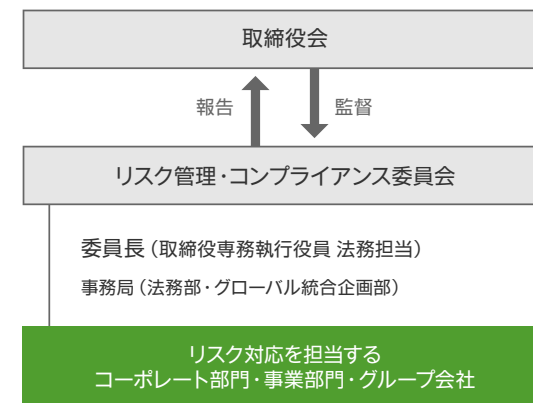 取締役会
報告
監督
リスク管理・コンプライアンス委員会
委員長（取締役専務執行役員 法務担当）
事務局（法務部・グローバル統合企画部）
リスク対応を担当する
コーポレート部門・事業部門・グループ会社